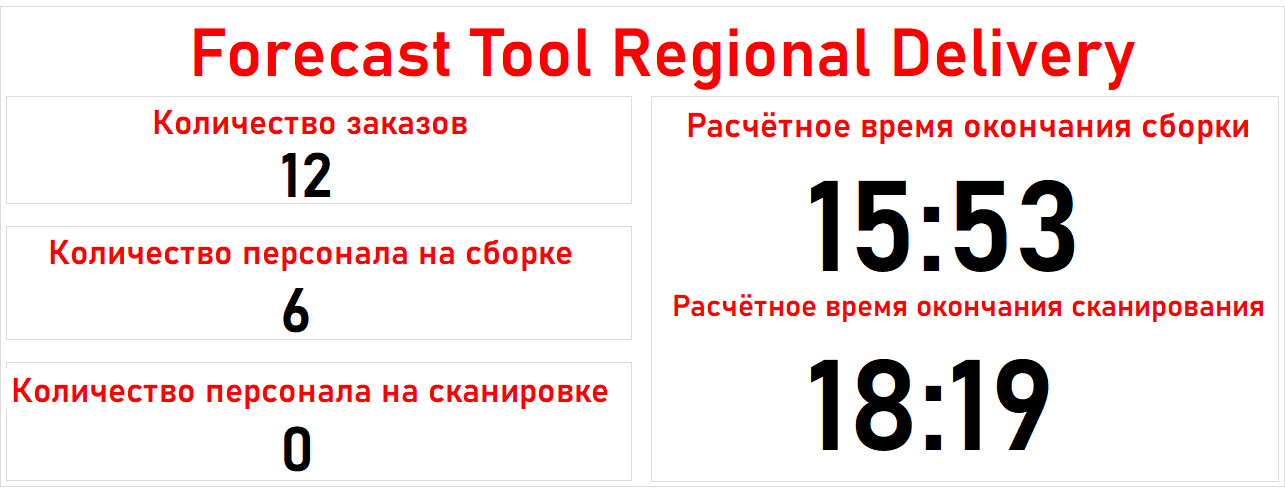 Forecast Tool Regional Delivery
Количество заказов
12
Количество персонала на сборке
6
Количество персонала на сканировке
0
Расчётное время окончания сборки
15:53
Расчётное время окончания сканирования
18:19